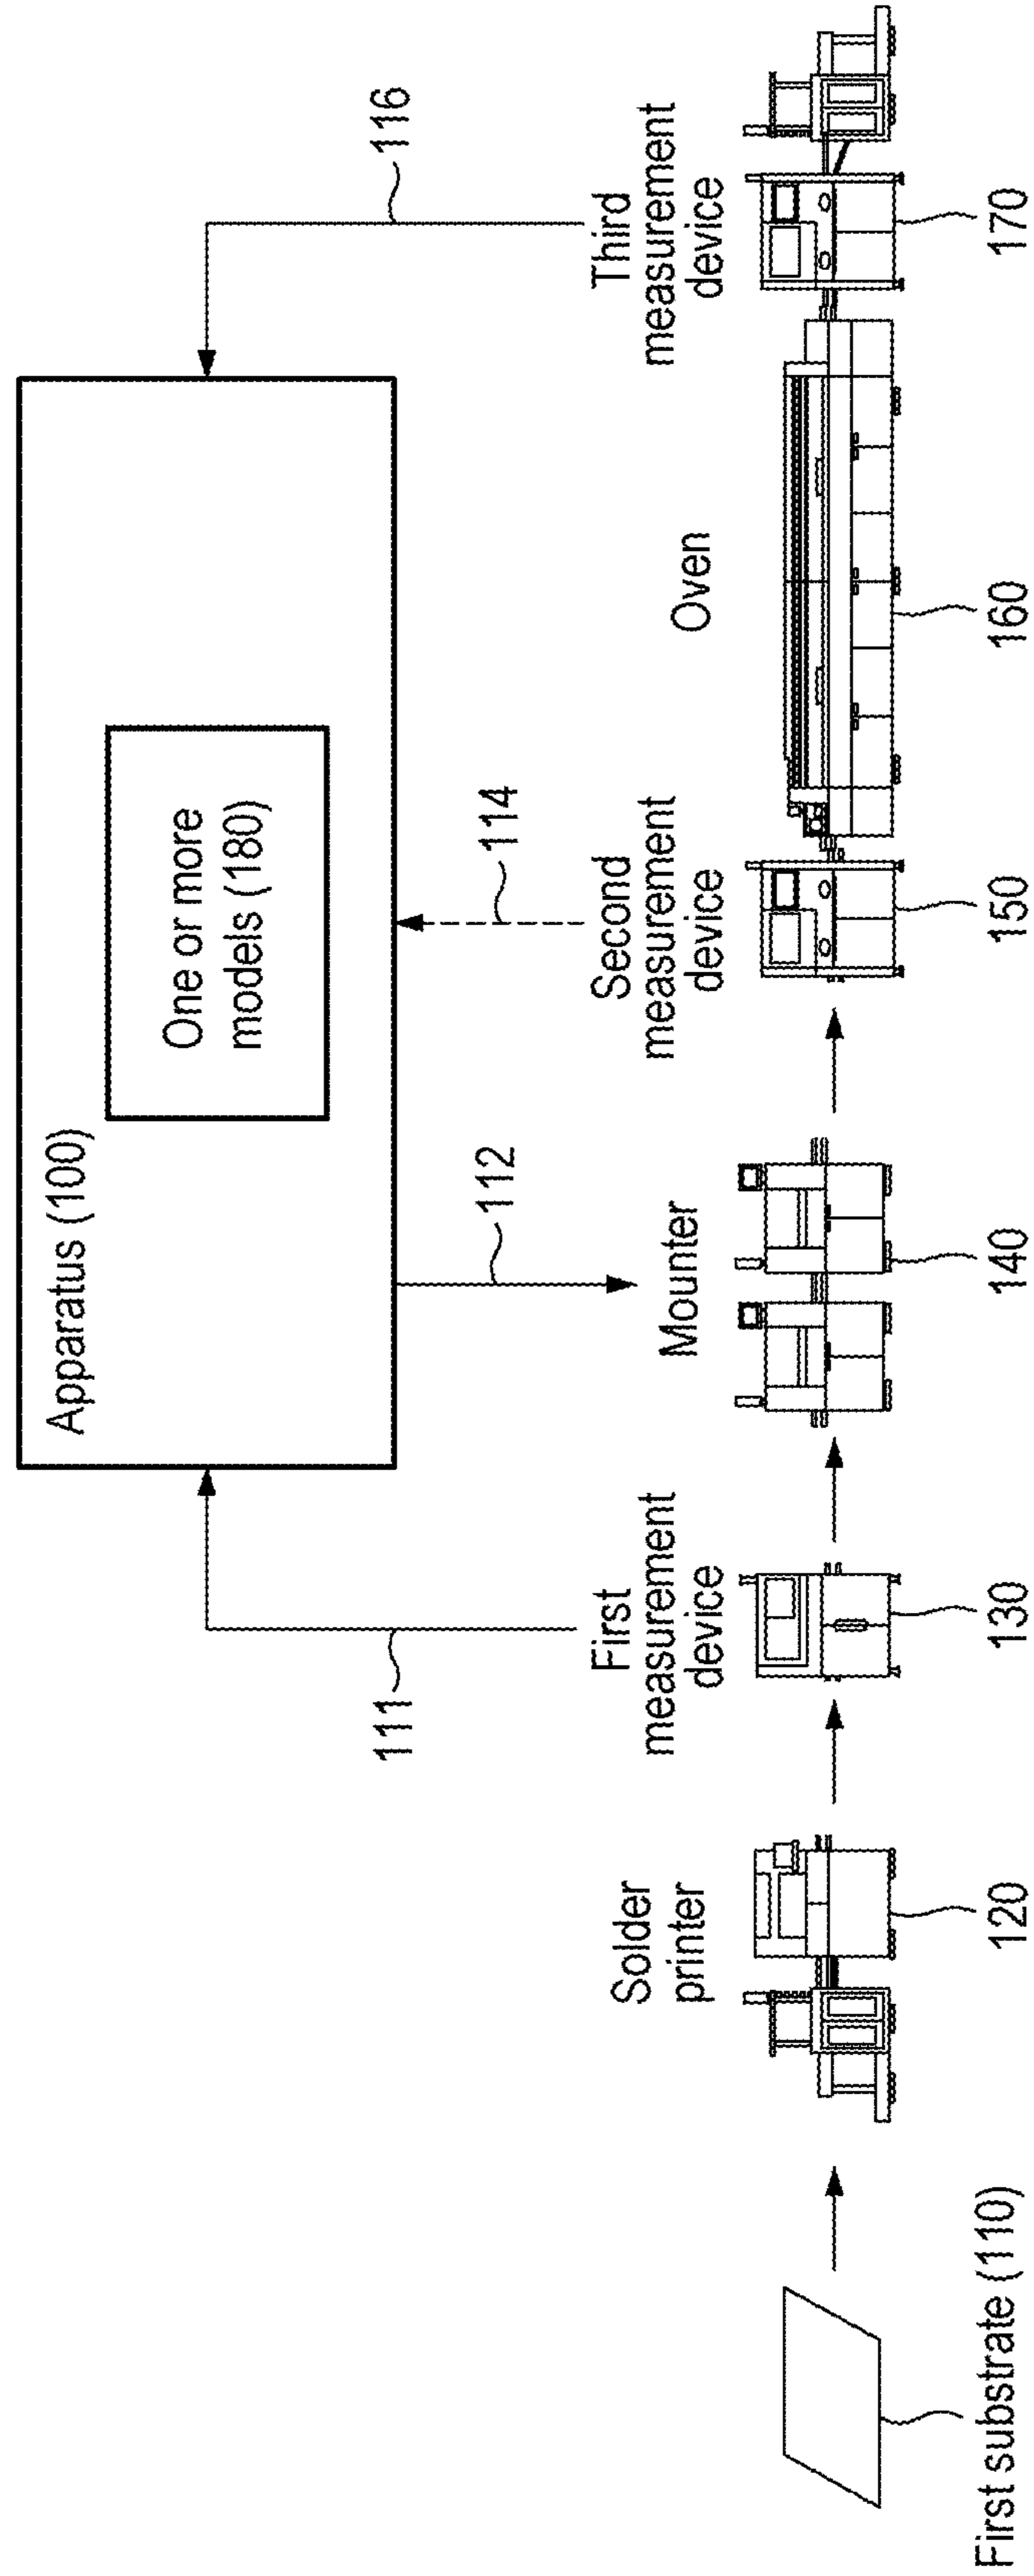 Apparatus (100)
One or more
models (180)
111
112
114
116
Solder
printer
First
measurement
device
Mounter
Second
measurement
device
Oven
Third
measurement
device
First substrate (110)
120
130
140
150
160
170